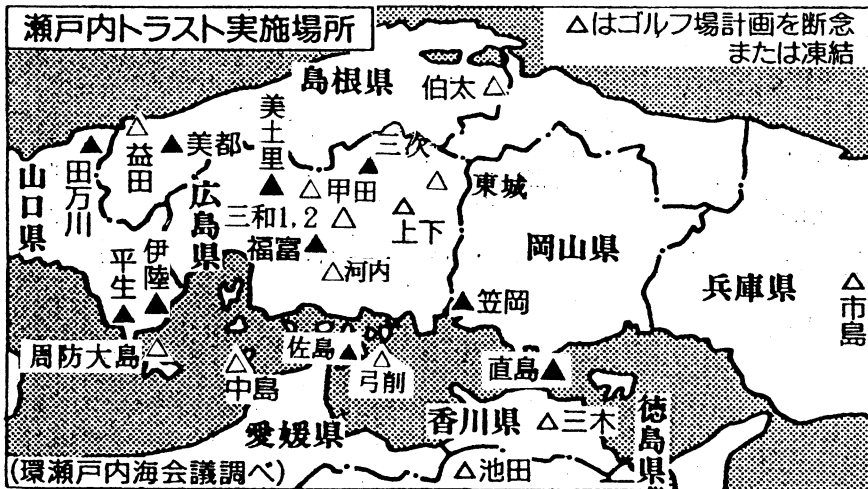 瀬戸内トラスト実施場所
△はゴルフ場計画を断念
または凍結
島根県
伯太
美土里
三次
益田
美都
田万川
山口県
広島県
甲田
東城
三和1,2
上下
福富
河内
岡山県
兵庫県
市島
平生
伊陸
笠岡
周防大島
中島
佐島
弓削
直島
香川県
三木
徳島県
愛媛県
池田
(環瀬戸内海会議調べ)